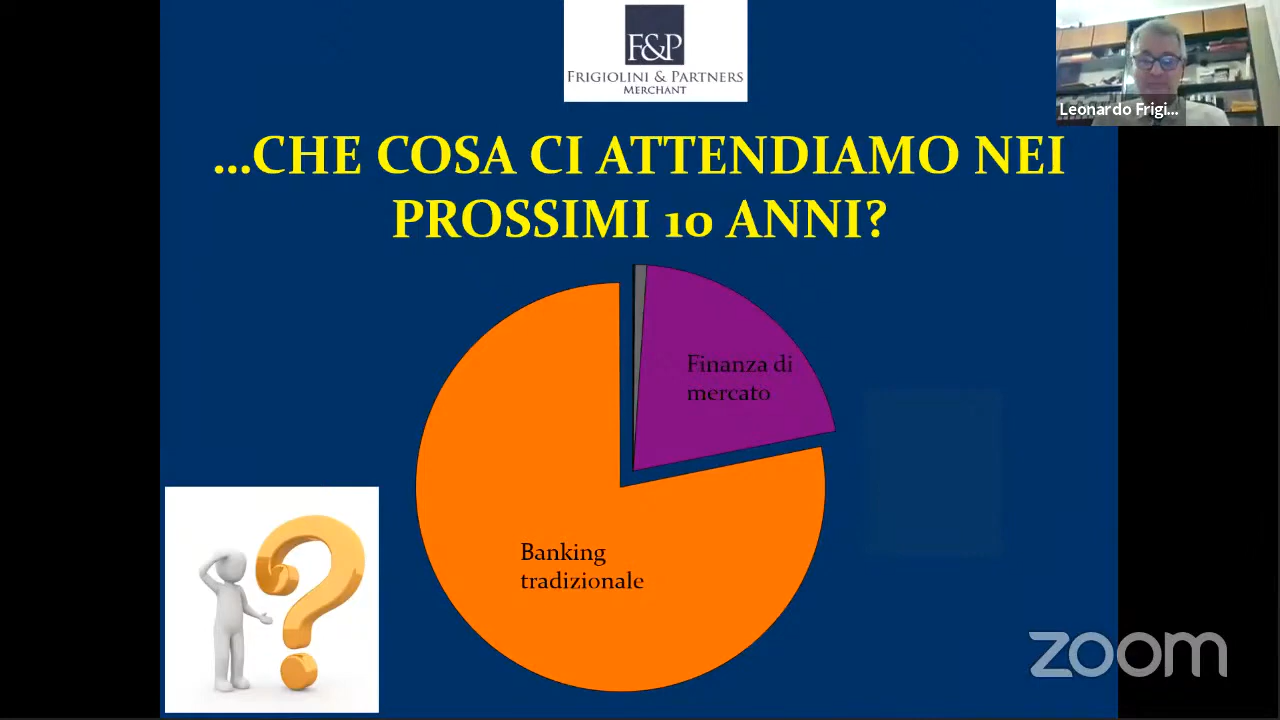 F&P
FRIGIOLINI & PARTNERS
MERCHANT
Leonardo Frigi...
...CHE COSA CI ATTENDIAMO NEI
PROSSIMI 10 ANNI?
Finanza di
mercato
Banking
tradizionale
zoom